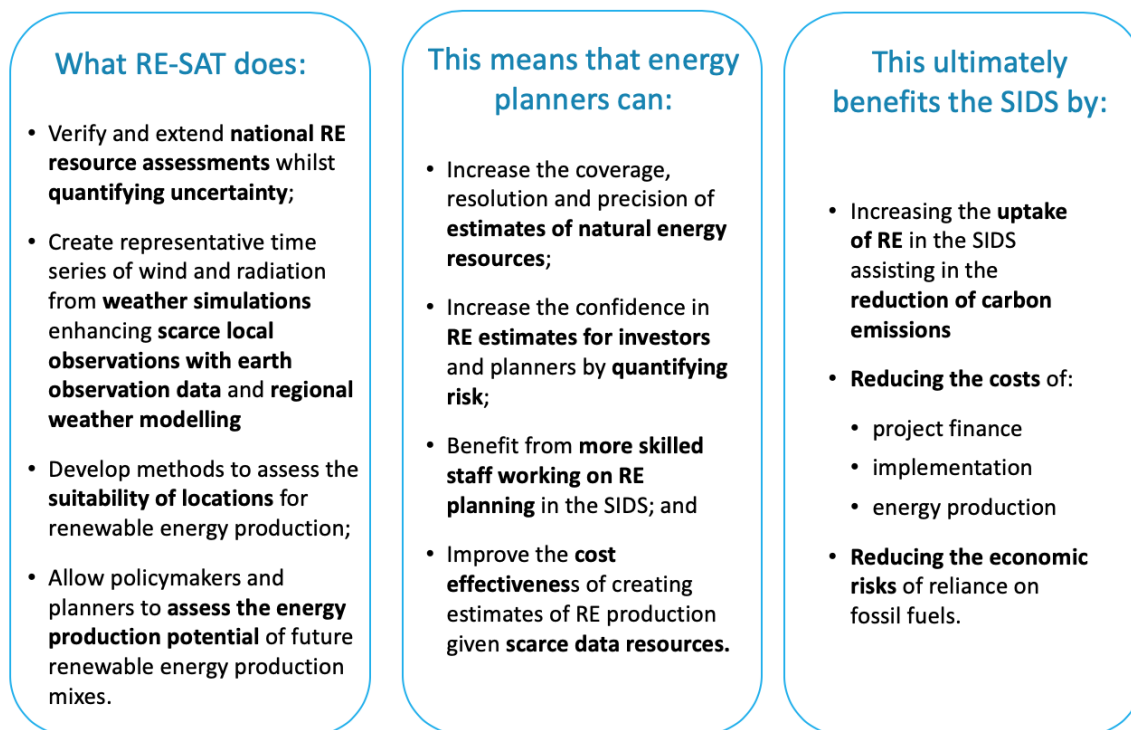 What RE-SAT does:
• Verify and extend national RE
resource assessments whilst
quantifying uncertainty;
• Create representative time
series of wind and radiation
from weather simulations
enhancing scarce local
observations with earth
observation data and regional
weather modelling
• Develop methods to assess the
suitability of locations for
renewable energy production;
• Allow policymakers and
planners to assess the energy
production potential of future
renewable energy production
mixes.
This means that energy
planners can:
• Increase the coverage,
resolution and precision of
estimates of natural energy
resources;
• Increase the confidence in
RE estimates for investors
and planners by quantifying
risk;
• Benefit from more skilled
staff working on RE
planning in the SIDS; and
• Improve the cost
effectiveness of creating
estimates of RE production
given scarce data resources.
This ultimately
benefits the SIDS by:
• Increasing the uptake
of RE in the SIDS
assisting in the
reduction of carbon
emissions
• Reducing the costs of:
• project finance
• implementation
• energy production
• Reducing the economic
risks of reliance on
fossil fuels.